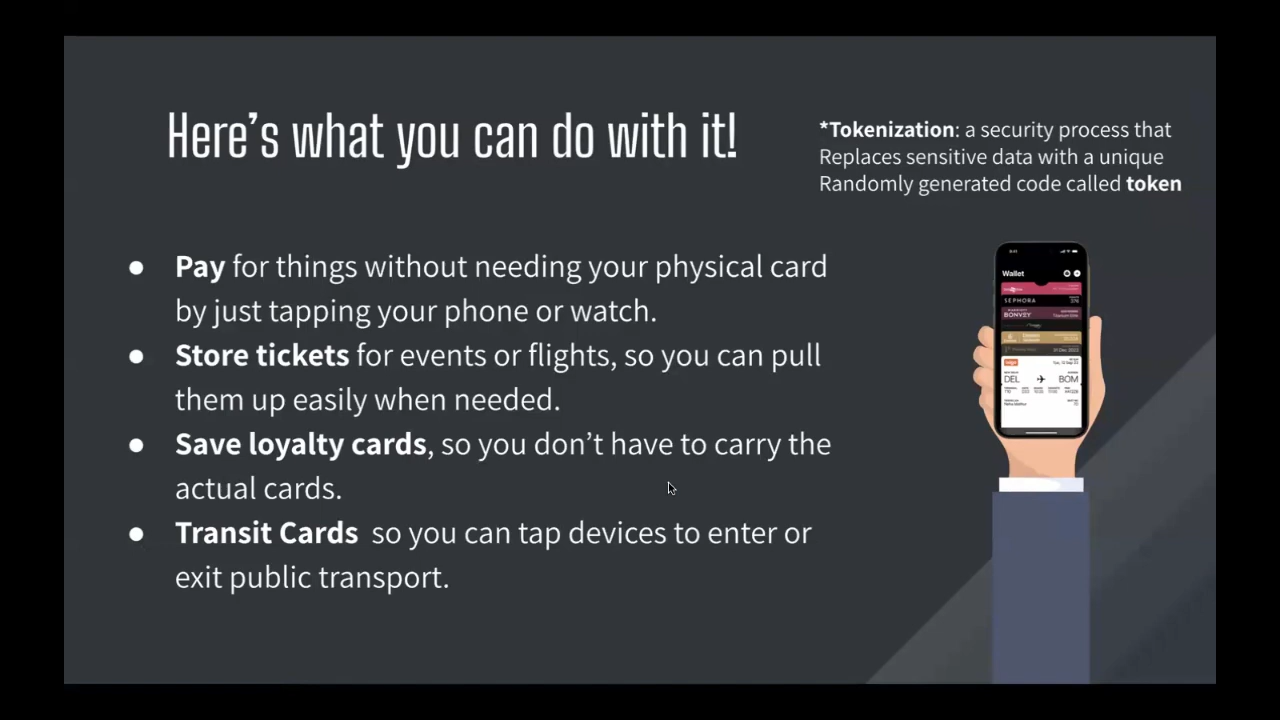 Here's what you can do with it!
*Tokenization: a security process that
Replaces sensitive data with a unique
Randomly generated code called token
● Pay for things without needing your physical card
by just tapping your phone or watch.
● Store tickets for events or flights, so you can pull
them up easily when needed.
● Save loyalty cards, so you don't have to carry the
actual cards.
● Transit Cards  so you can tap devices to enter or
exit public transport.
Wallet
SEPHORA
BONVEY
DEL BOM